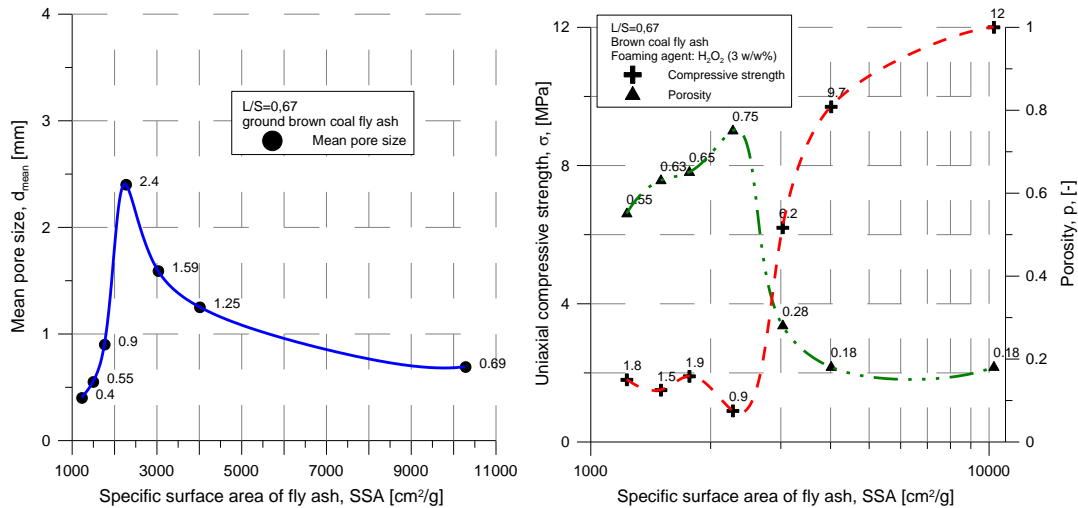 4
3
2
1
0
Mean pore size, dmean [mm]
L/S=0,67
ground brown coal fly ash
Mean pore size
2.4
1.59
1.25
0.9
0.55
0.4
0.69
1000 3000 5000 7000 9000 11000
Specific surface area of fly ash, SSA [cm²/g]
12
8
4
0
Uniaxial compressive strength, σ, [MPa]
L/S=0,67
Brown coal fly ash
Foaming agent: H₂O₂ (3 w/w%)
Compressive strength
Porosity
12
9.7
0.75
0.65
0.63
0.55
6.2
0.28
0.18
0.18
1.8
1.5
1.9
0.9
1
0.8
0.6
0.4
0.2
0
Porosity, p, [-]
1000 10000
Specific surface area of fly ash, SSA [cm²/g]